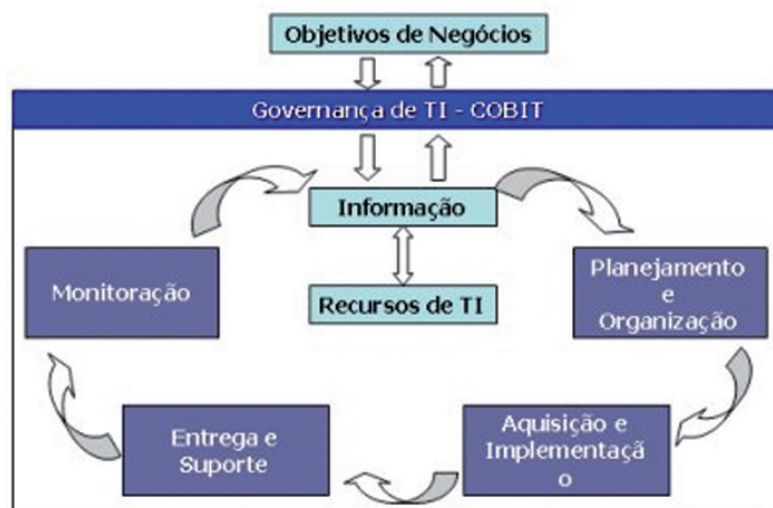 Objetivos de Negócios
Governança de TI - COBIT
Informação
Recursos de TI
Monitoração
Planejamento
e
Organização
Entrega e
Suporte
Aquisição e
Implementaçã
o